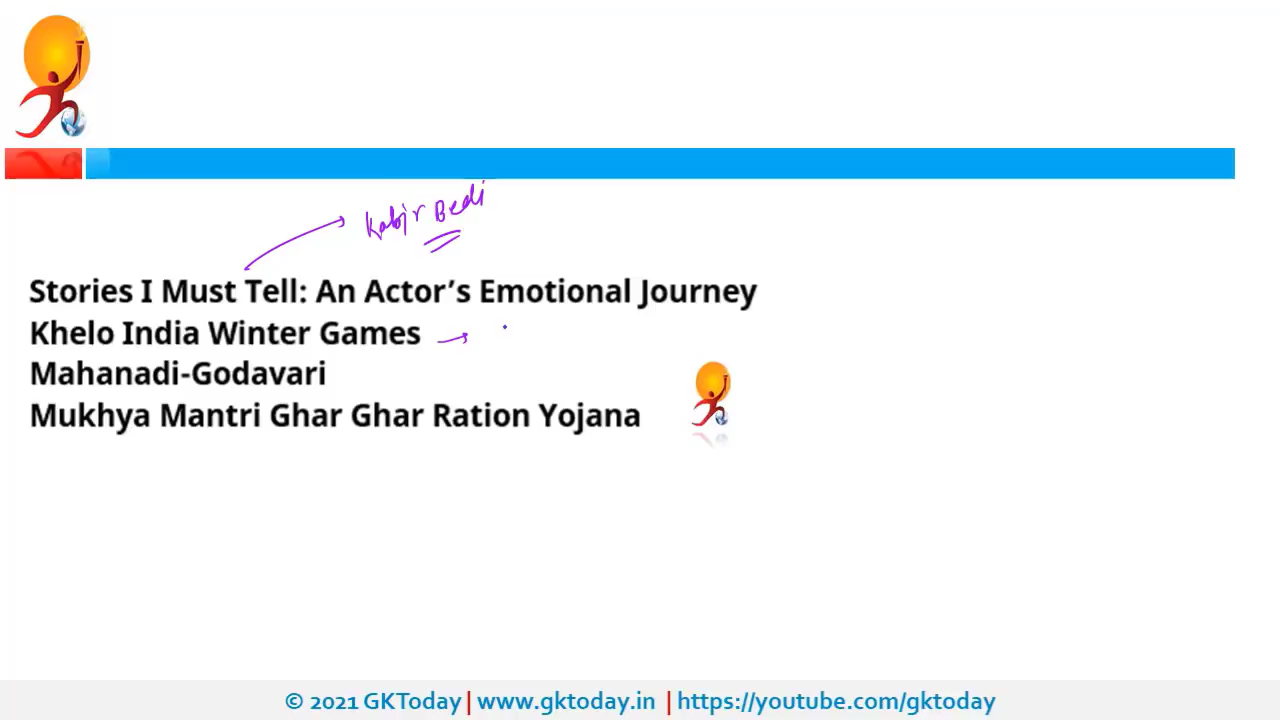 Kabir Bedi
Stories I Must Tell: An Actor’s Emotional Journey
Khelo India Winter Games
Mahanadi-Godavari
Mukhya Mantri Ghar Ghar Ration Yojana
© 2021 GKToday | www.gktoday.in | https://youtube.com/gktoday